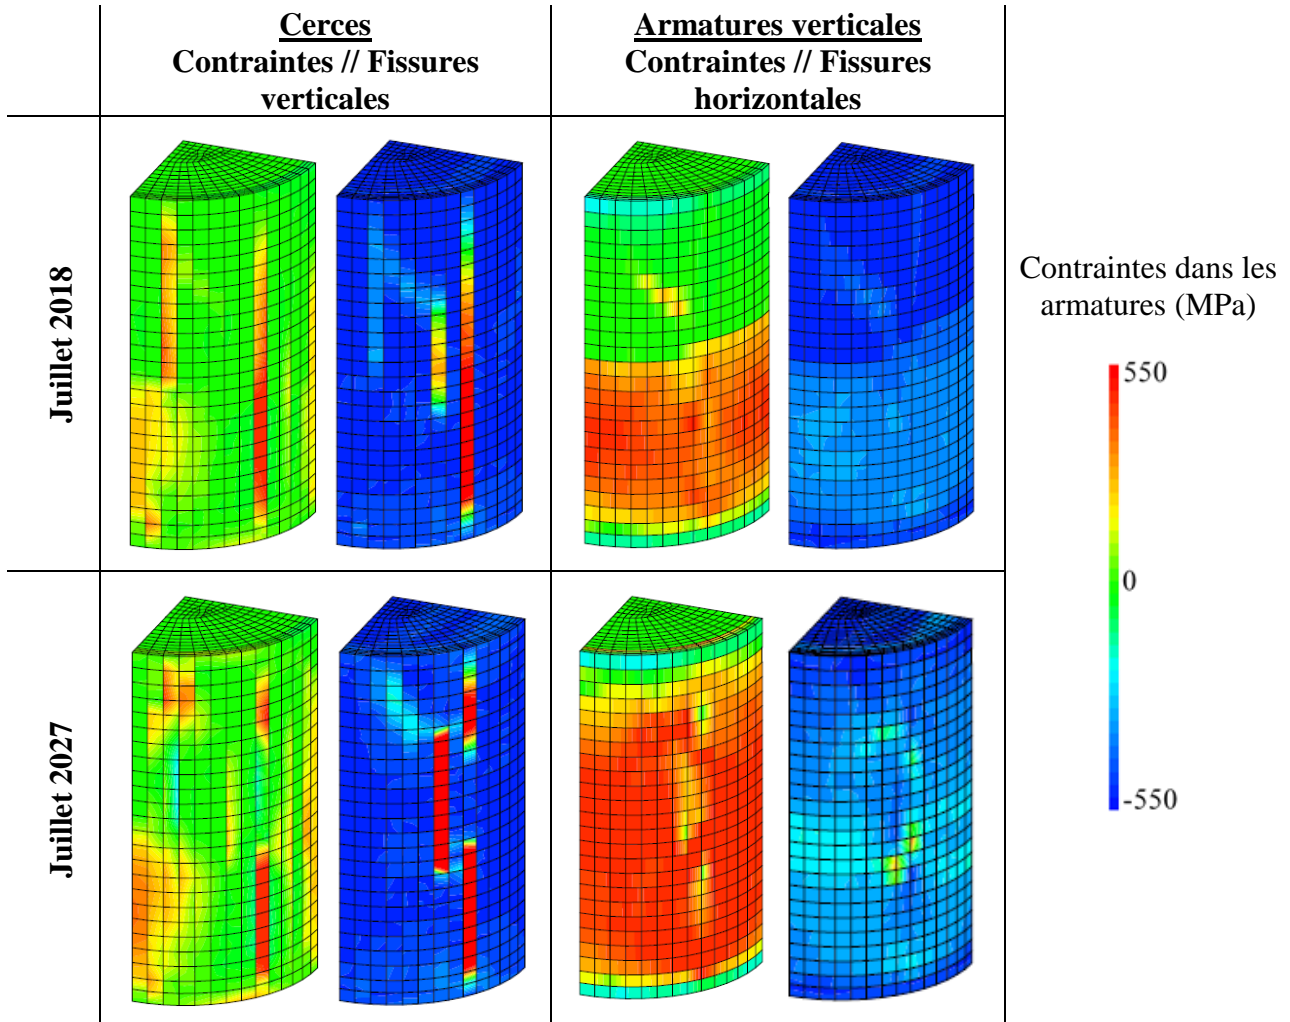 Cerces
Contraintes // Fissures
verticales
Armatures verticales
Contraintes // Fissures
horizontales
Juillet 2018
Juillet 2027
Contraintes dans les
armatures (MPa)
550
0
-550